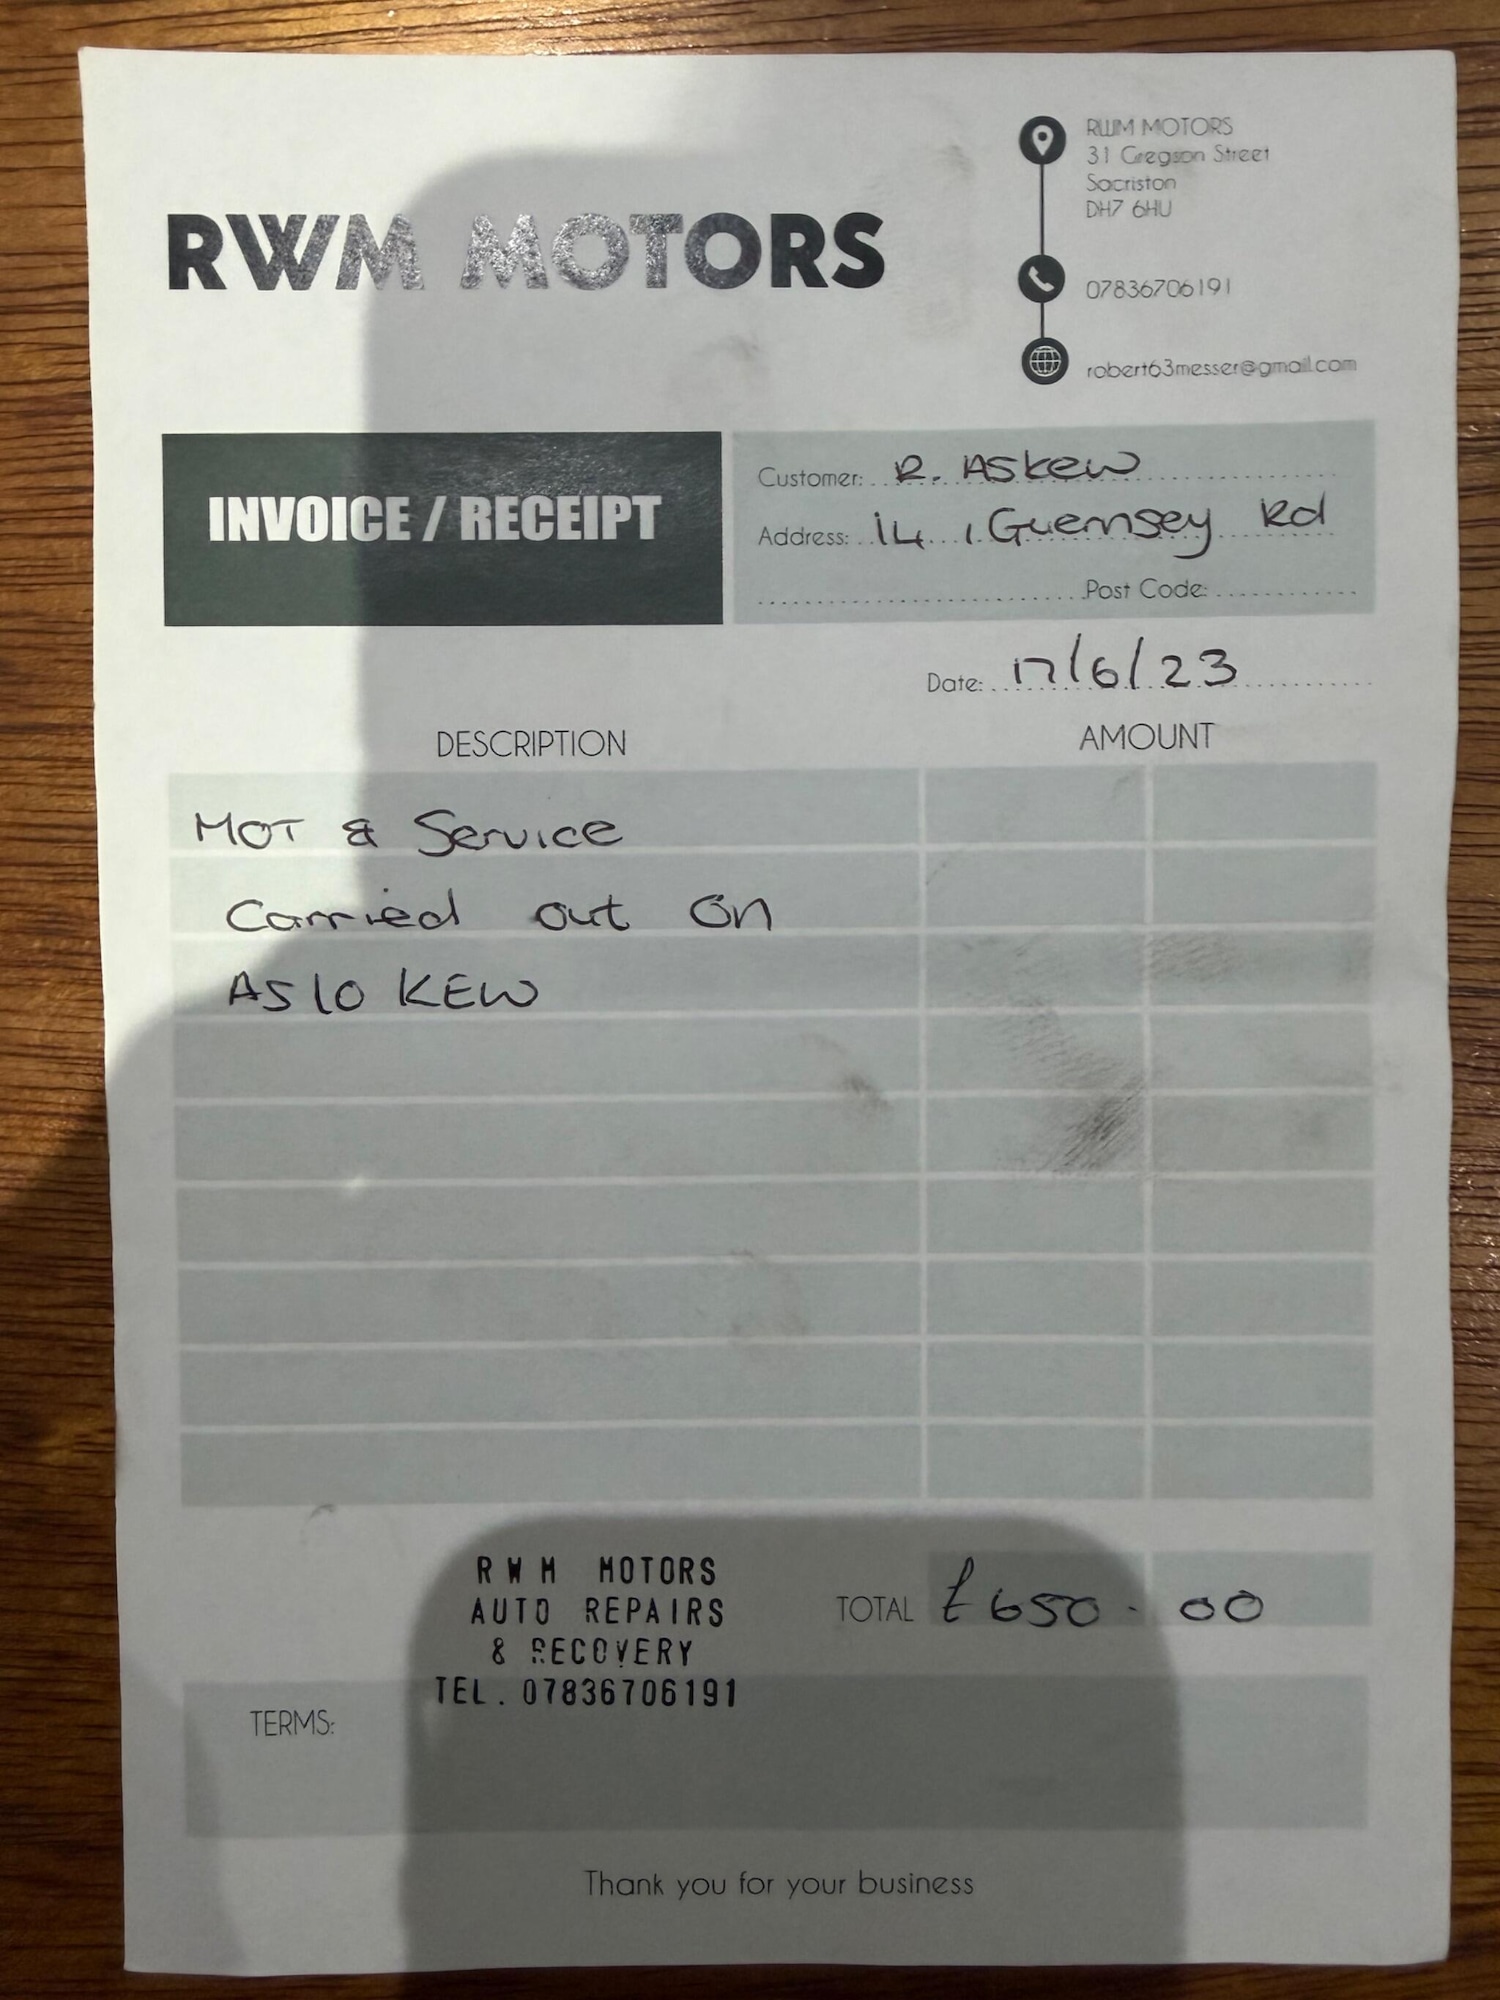 RWM MOTORS
RWM MOTORS
31 Gregson Street
Sacriston
DH7 6HU
07836706191
robert63messer@gmail.com
INVOICE / RECEIPT
Customer: R. Askew
Address: 14, Guernsey Rd
Post Code:
Date: 17/6/23
DESCRIPTION AMOUNT
MOT & Service
Carried out on
AS10 KEW
RWM MOTORS
AUTO REPAIRS
& RECOVERY
TEL. 07836706191
TOTAL £650.00
TERMS:
Thank you for your business